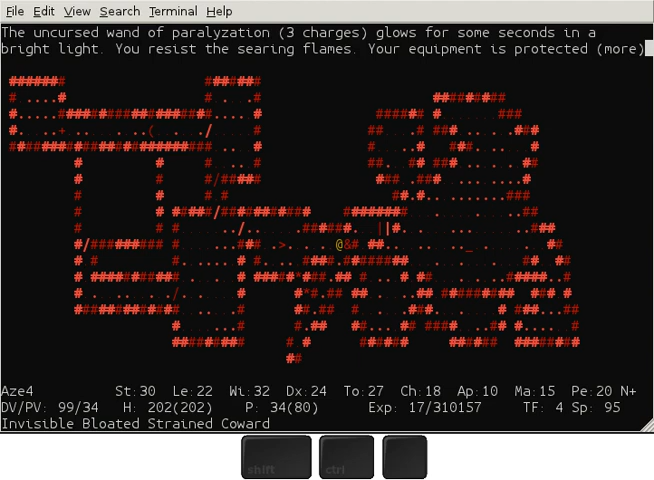 File Edit View Search Terminal Help
The uncursed wand of paralyzation (3 charges) glows for some seconds in a
bright light. You resist the searing flames. Your equipment is protected (more)
Aze4 St:30 Le:22 Wi:32 Dx:24 To:27 Ch:18 Ap:10 Ma:15 Pe:20 N+
DV/PV: 99/34 H: 202(202) P: 34(80) Exp: 17/310157 TF: 4 Sp: 95
Invisible Bloated Strained Coward
shift ctrl